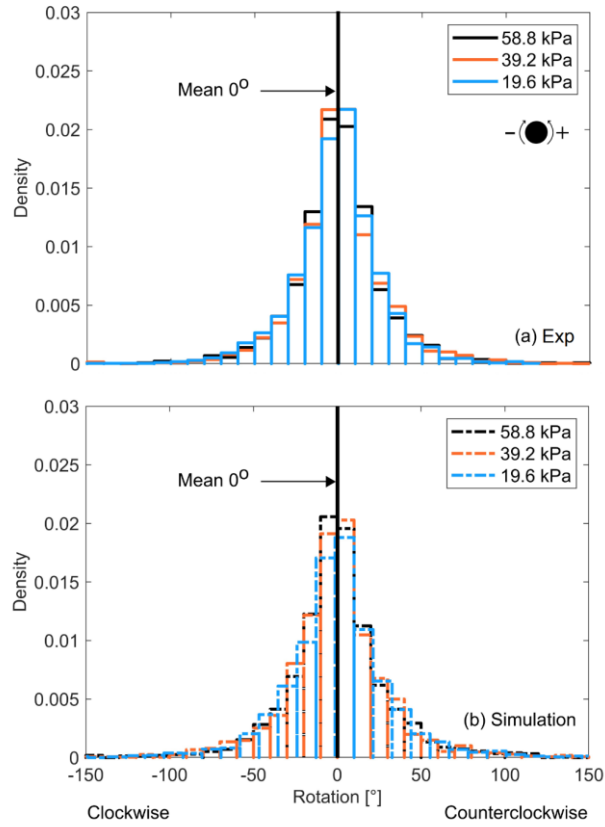 0.03
58.8 kPa
39.2 kPa
19.6 kPa
0.025
Mean 0°
0.02
- +
0.015
Density
0.01
0.005
(a) Exp
0
0.03
58.8 kPa
39.2 kPa
19.6 kPa
0.025
Mean 0°
0.02
0.015
Density
0.01
0.005
(b) Simulation
0
-150 -100 -50 0 50 100 150
Clockwise Rotation [°] Counterclockwise